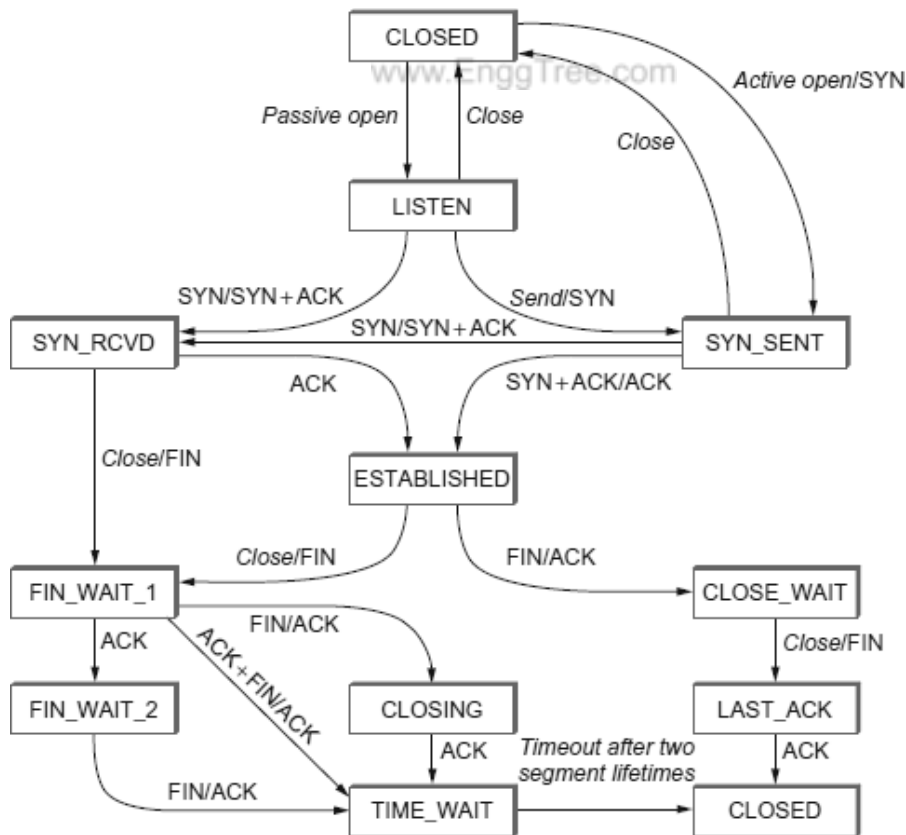 CLOSED
www.EnggTree.com
Active open/SYN
Passive open
Close
Close
LISTEN
SYN/SYN + ACK
Send/SYN
SYN_RCVD
SYN/SYN + ACK
SYN_SENT
ACK
SYN + ACK/ACK
Close/FIN
ESTABLISHED
Close/FIN
FIN/ACK
FIN_WAIT_1
CLOSE_WAIT
FIN/ACK
ACK
ACK + FIN/ACK
Close/FIN
FIN_WAIT_2
CLOSING
LAST_ACK
ACK
Timeout after two
segment lifetimes
ACK
FIN/ACK
TIME_WAIT
CLOSED